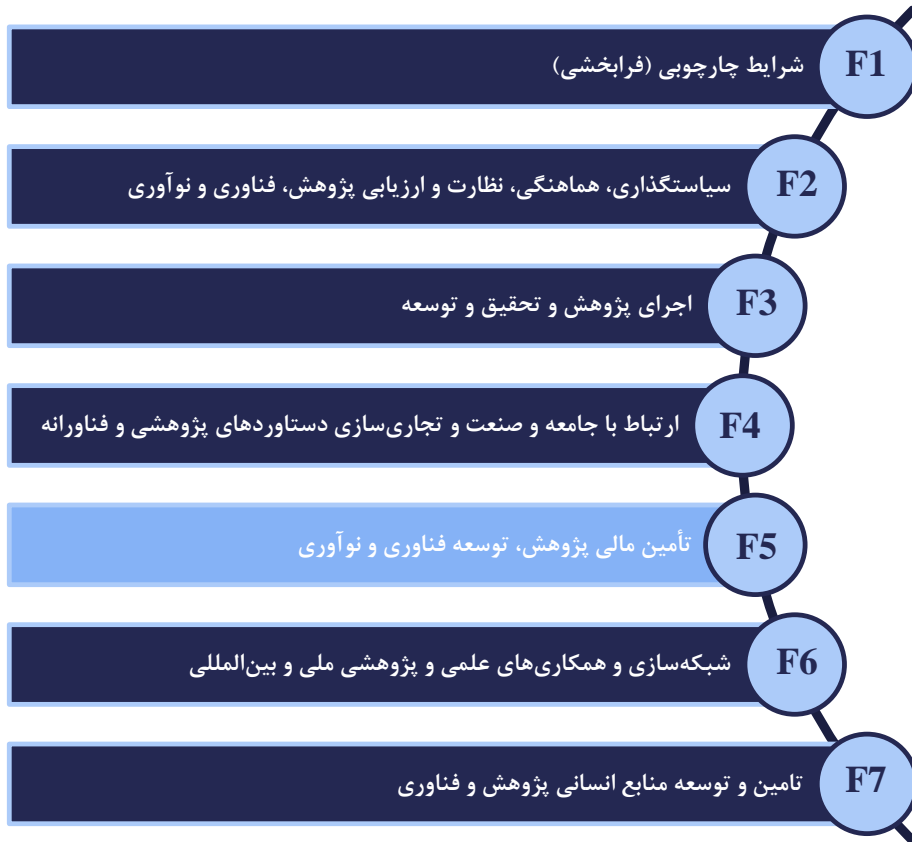 F1 شرایط چارچوبی (فرابخشی)
F2 سیاستگذاری، هماهنگی، نظارت و ارزیابی پژوهش، فناوری و نوآوری
F3 اجرای پژوهش و تحقیق و توسعه
F4 ارتباط با جامعه و صنعت و تجاری‌سازی دستاوردهای پژوهشی و فناورانه
F5 تأمین مالی پژوهش، توسعه فناوری و نوآوری
F6 شبکه‌سازی و همکاری‌های علمی و پژوهشی ملی و بین‌المللی
F7 تامین و توسعه منابع انسانی پژوهش و فناوری